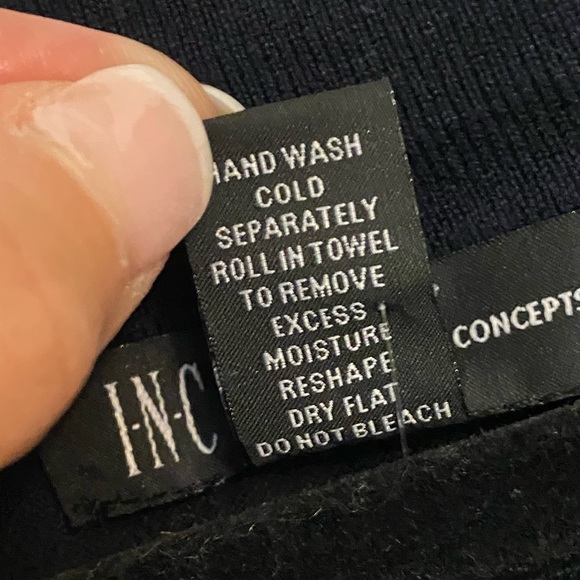 HAND WASH
COLD
SEPARATELY
ROLL IN TOWEL
TO REMOVE
EXCESS
MOISTURE
RESHAPE
DRY FLAT
DO NOT BLEACH
I·N·C
CONCEPTS